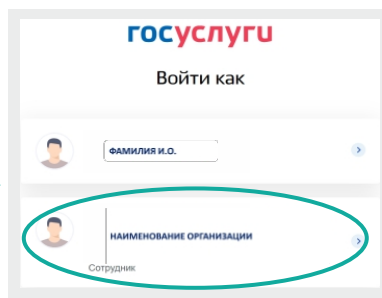 госуслуги
Войти как
ФАМИЛИЯ И.О.
НАИМЕНОВАНИЕ ОРГАНИЗАЦИИ
Сотрудник